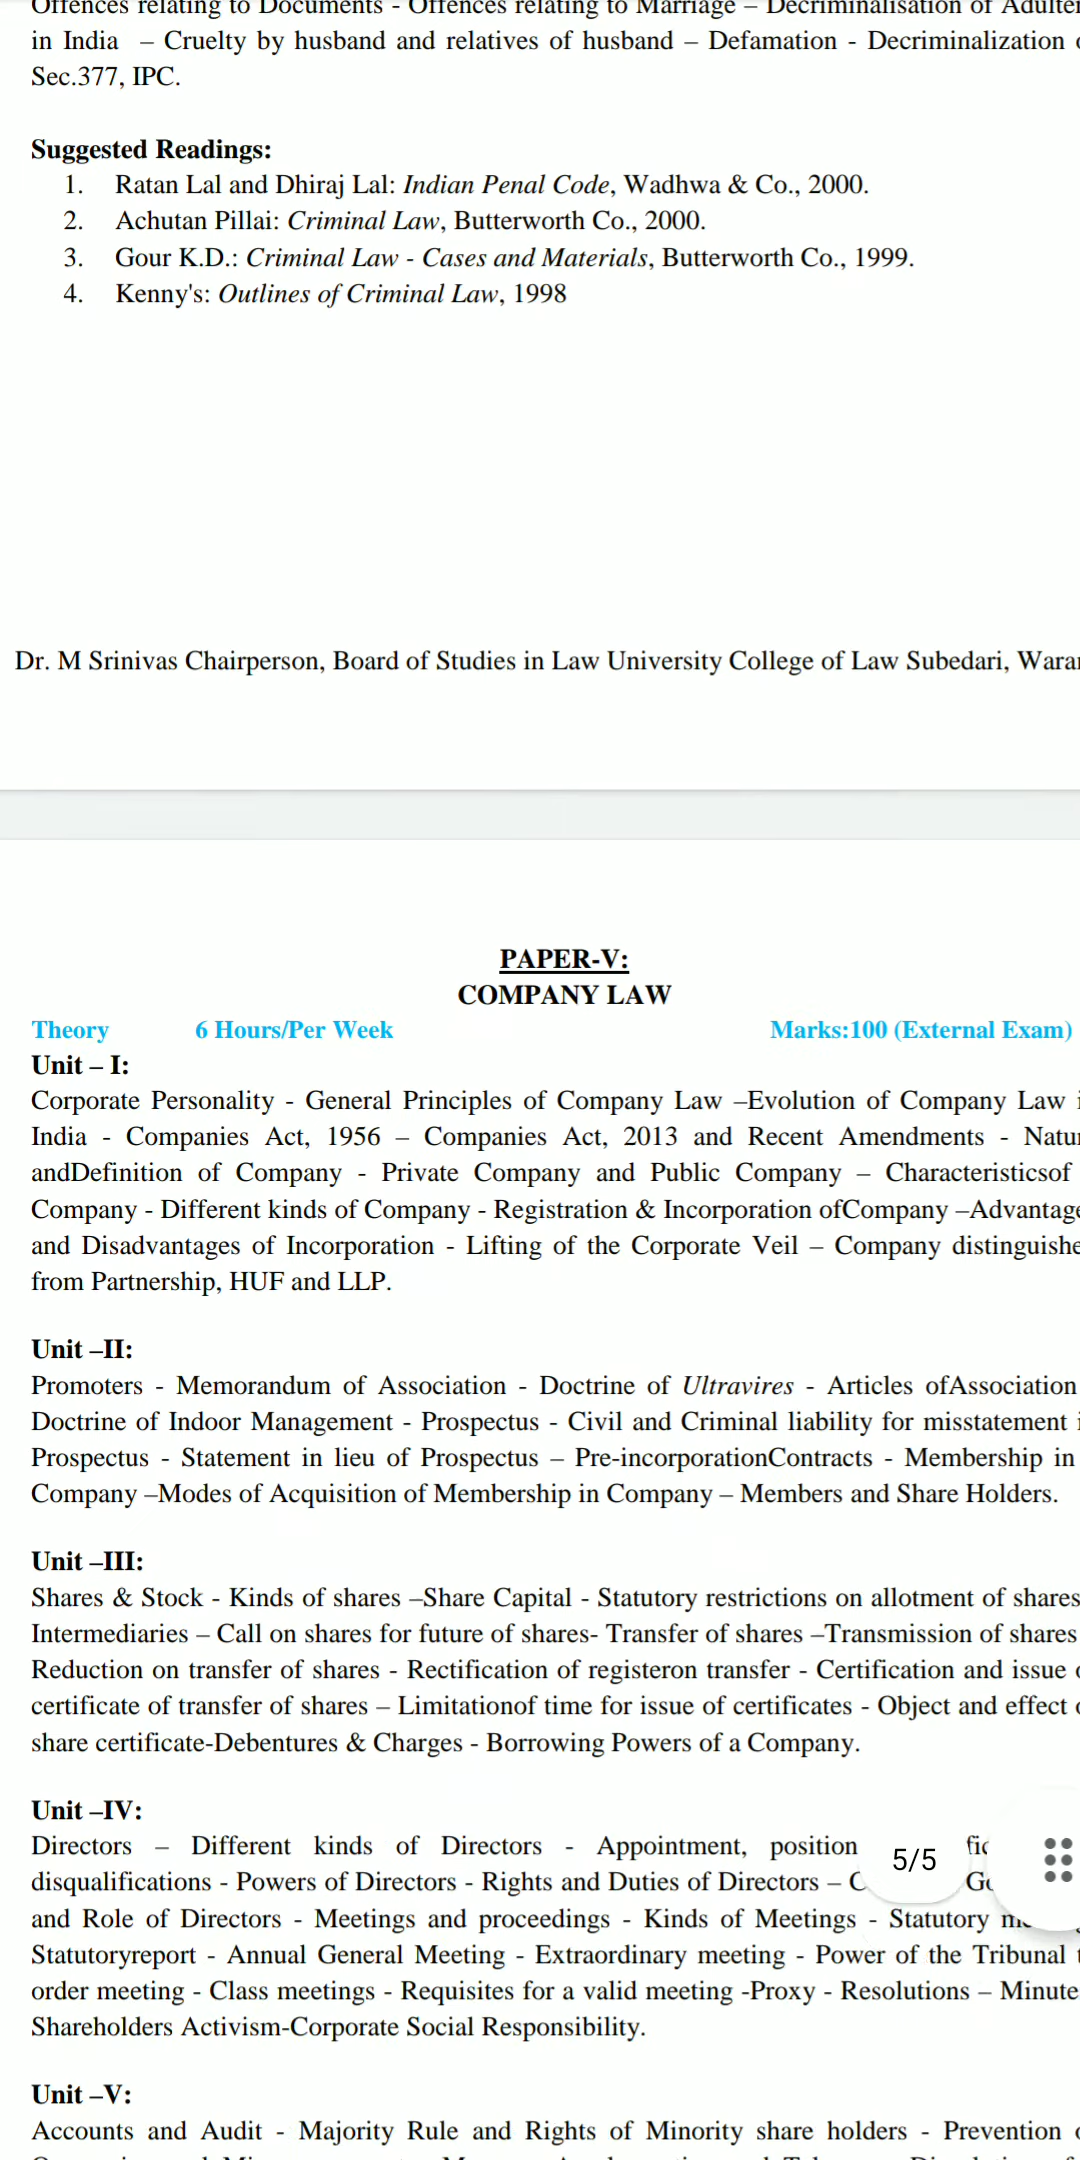 Offences relating to Documents - Offences relating to Marriage – Decriminalisation of
in India – Cruelty by husband and relatives of husband – Defamation - Decriminalization
Sec.377, IPC.
Suggested Readings:
1. Ratan Lal and Dhiraj Lal: Indian Penal Code, Wadhwa & Co., 2000.
2. Achutan Pillai: Criminal Law, Butterworth Co., 2000.
3. Gour K.D.: Criminal Law - Cases and Materials, Butterworth Co., 1999.
4. Kenny's: Outlines of Criminal Law, 1998
Dr. M Srinivas Chairperson, Board of Studies in Law University College of Law Subedari,
PAPER-V:
COMPANY LAW
Theory 6 Hours/Per Week Marks:100 (External Exam)
Unit – I:
Corporate Personality - General Principles of Company Law –Evolution of Company Law
India - Companies Act, 1956 – Companies Act, 2013 and Recent Amendments -
andDefinition of Company - Private Company and Public Company – Characteristicsof
Company - Different kinds of Company - Registration & Incorporation ofCompany –
and Disadvantages of Incorporation - Lifting of the Corporate Veil – Company
from Partnership, HUF and LLP.
Unit –II:
Promoters - Memorandum of Association - Doctrine of Ultravires - Articles ofAssociation
Doctrine of Indoor Management - Prospectus - Civil and Criminal liability for misstatement
Prospectus - Statement in lieu of Prospectus – Pre-incorporationContracts - Membership in
Company –Modes of Acquisition of Membership in Company – Members and Share Holders.
Unit –III:
Shares & Stock - Kinds of shares –Share Capital - Statutory restrictions on allotment of shares
Intermediaries – Call on shares for future of shares- Transfer of shares –Transmission of shares
Reduction on transfer of shares - Rectification of registeron transfer - Certification and issue
certificate of transfer of shares – Limitationof time for issue of certificates - Object and effect
share certificate-Debentures & Charges - Borrowing Powers of a Company.
Unit –IV:
Directors – Different kinds of Directors - Appointment, position
5/5
disqualifications - Powers of Directors - Rights and Duties of Directors –
and Role of Directors - Meetings and proceedings - Kinds of Meetings - Statutory
Statutoryreport - Annual General Meeting - Extraordinary meeting - Power of the Tribunal
order meeting - Class meetings - Requisites for a valid meeting -Proxy - Resolutions –
Shareholders Activism-Corporate Social Responsibility.
Unit –V:
Accounts and Audit - Majority Rule and Rights of Minority share holders - Prevention